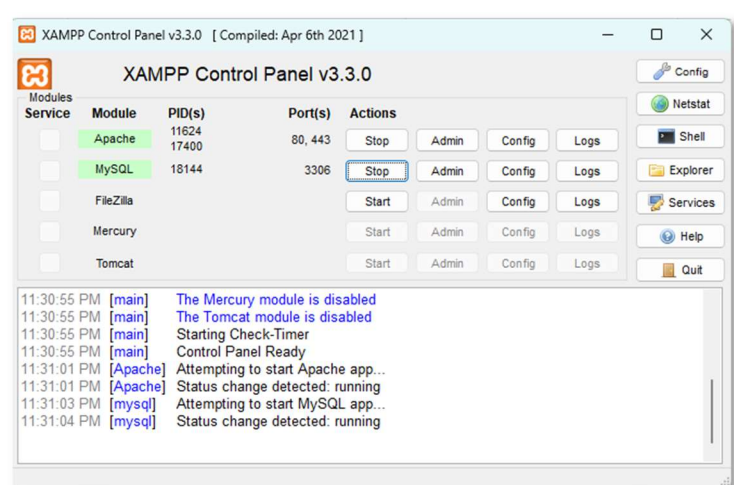 XAMPP Control Panel v3.3.0 [ Compiled: Apr 6th 2021 ]
XAMPP Control Panel v3.3.0
Config
Modules
Service Module PID(s) Port(s) Actions
Netstat
Apache 11624 17400 80, 443 Stop Admin Config Logs
Shell
MySQL 18144 3306 Stop Admin Config Logs
Explorer
FileZilla Start Admin Config Logs
Services
Mercury Start Admin Config Logs
Help
Tomcat Start Admin Config Logs
Quit
11:30:55 PM [main] The Mercury module is disabled
11:30:55 PM [main] The Tomcat module is disabled
11:30:55 PM [main] Starting Check-Timer
11:30:55 PM [main] Control Panel Ready
11:31:01 PM [Apache] Attempting to start Apache app...
11:31:01 PM [Apache] Status change detected: running
11:31:03 PM [mysql] Attempting to start MySQL app...
11:31:04 PM [mysql] Status change detected: running